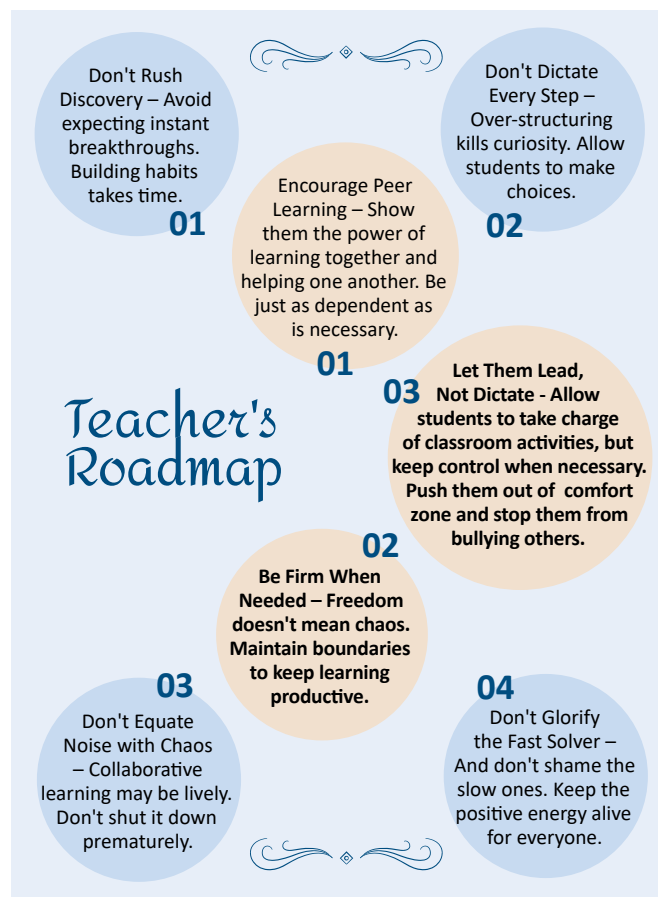 Don't Rush
Discovery – Avoid
expecting instant
breakthroughs.
Building habits
takes time.
01
Don't Dictate
Every Step –
Over-structuring
kills curiosity. Allow
students to make
choices.
02
Encourage Peer
Learning – Show
them the power of
learning together and
helping one another. Be
just as dependent as
is necessary.
01
03
Let Them Lead,
Not Dictate - Allow
students to take charge
of classroom activities, but
keep control when necessary.
Push them out of comfort
zone and stop them from
bullying others.
Teacher's
Roadmap
02
Be Firm When
Needed – Freedom
doesn't mean chaos.
Maintain boundaries
to keep learning
productive.
03
Don't Equate
Noise with Chaos
– Collaborative
learning may be lively.
Don't shut it down
prematurely.
04
Don't Glorify
the Fast Solver –
And don't shame the
slow ones. Keep the
positive energy alive
for everyone.